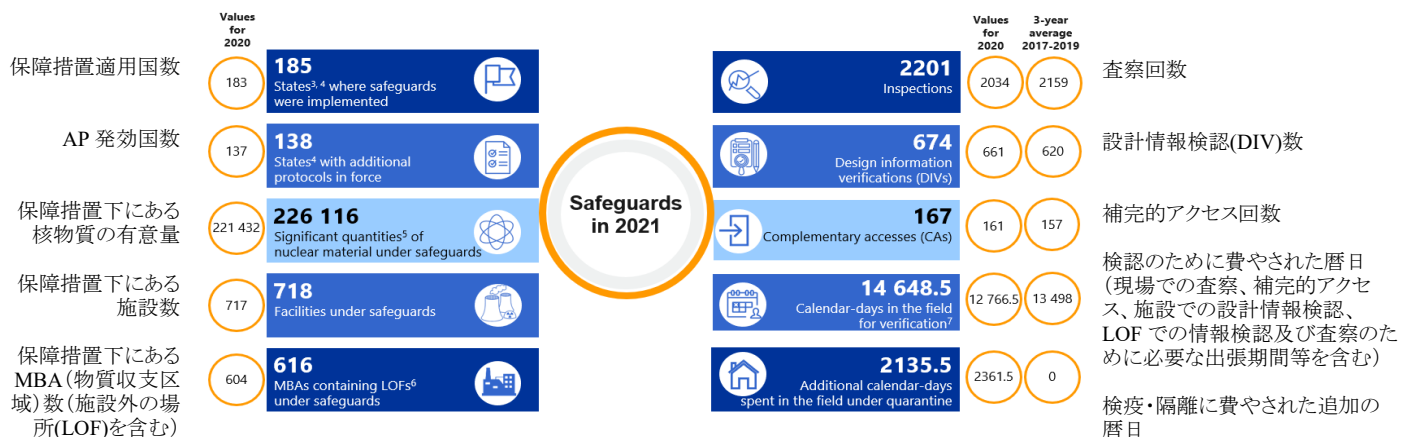 Values
for
2020
保障措置適用国数
183
185
States3, 4 where safeguards
were implemented
AP 発効国数
137
138
States4 with additional
protocols in force
保障措置下にある
核物質の有意量
221 432
226 116
Significant quantities5 of
nuclear material under safeguards
保障措置下にある
施設数
717
718
Facilities under safeguards
保障措置下にある
MBA(物質収支区
域)数(施設外の場
所(LOF)を含む)
604
616
MBAs containing LOFs6
under safeguards
Safeguards
in 2021
Values
for
2020
3-year
average
2017-2019
2201
Inspections
2034
2159
査察回数
674
Design information
verifications (DIVs)
661
620
設計情報検認(DIV)数
167
Complementary accesses (CAs)
161
157
補完的アクセス回数
14 648.5
Calendar-days in the field
for verification7
12 766.5
13 498
検認のために費やされた暦日
(現場での査察、補完的アクセ
ス、施設での設計情報検認、
LOF での情報検認及び査察のた
めに必要な出張期間等を含む)
2135.5
Additional calendar-days
spent in the field under quarantine
2361.5
0
検疫・隔離に費やされた追加の
暦日